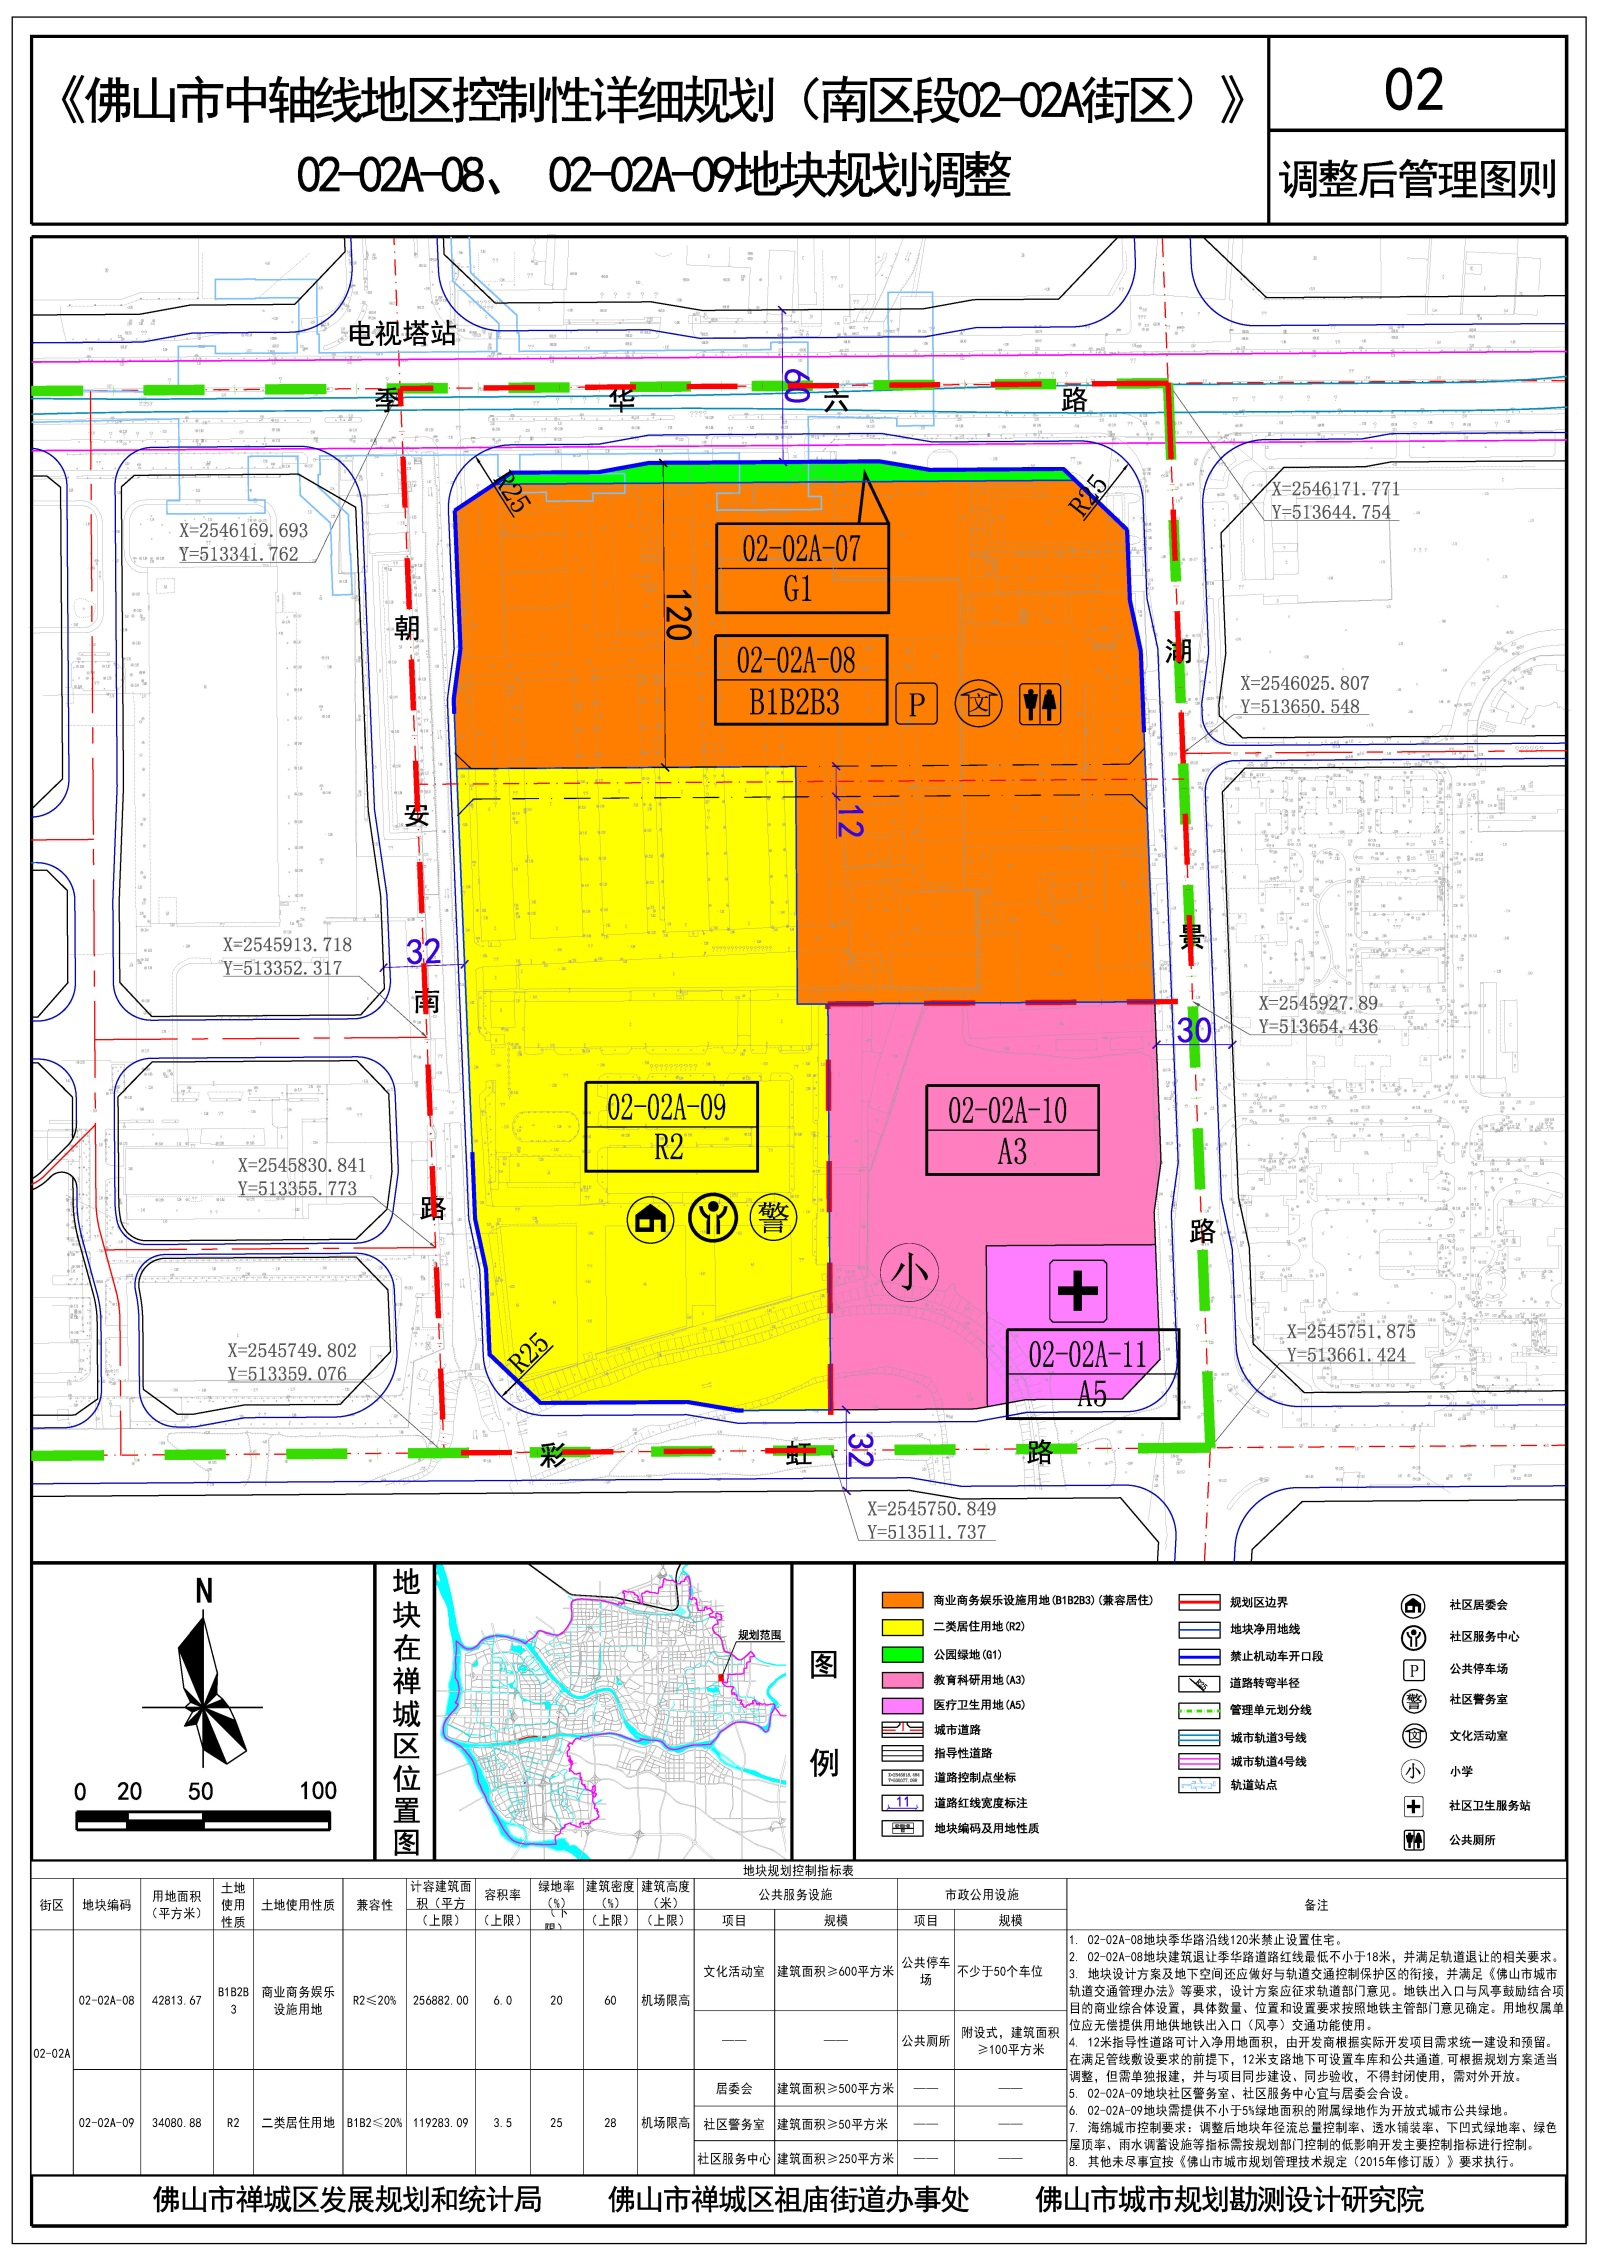 《佛山市中轴线地区控制性详细规划（南区段02-02A街区）》
02-02A-08、 02-02A-09地块规划调整
02
调整后管理图则
电视塔站
季 华 六 路
60
R25
R25
X=2546169.693
Y=513341.762
X=2546171.771
Y=513644.754
02-02A-07
G1
120
02-02A-08
B1B2B3
P
文
朝 安 南 路
湖 景 路
X=2546025.807
Y=513650.548
12
X=2545913.718
Y=513352.317
32
X=2545927.89
Y=513654.436
30
02-02A-09
R2
02-02A-10
A3
X=2545830.841
Y=513355.773
警
小
X=2545749.802
Y=513359.076
R25
02-02A-11
A5
X=2545751.875
Y=513661.424
彩 虹 路
32
X=2545750.849
Y=513511.737
N
0 20 50 100
地块在禅城区位置图
规划范围
图例
商业商务娱乐设施用地(B1B2B3)(兼容居住)
二类居住用地(R2)
公园绿地(G1)
教育科研用地(A3)
医疗卫生用地(A5)
城市道路
指导性道路
道路控制点坐标
11 道路红线宽度标注
地块编码及用地性质
规划区边界
地块净用地线
禁止机动车开口段
道路转弯半径
管理单元划分线
城市轨道3号线
城市轨道4号线
轨道站点
社区居委会
社区服务中心
P 公共停车场
警 社区警务室
文 文化活动室
小 小学
社区卫生服务站
公共厕所
地块规划控制指标表
街区 地块编码 用地面积（平方米） 土地使用性质 土地使用性质 兼容性 计容建筑面积（平方（上限） 容积率（上限） 绿地率(%)（下限） 建筑密度(%)（上限） 建筑高度（米）（上限） 公共服务设施 市政公用设施 备注
项目 规模 项目 规模
02-02A
02-02A-08 42813.67 B1B2B3 商业商务娱乐设施用地 R2≤20% 256882.00 6.0 20 60 机场限高
文化活动室 建筑面积≥600平方米 公共停车场 不少于50个车位
—— —— 公共厕所 附设式，建筑面积≥100平方米
02-02A-09 34080.88 R2 二类居住用地 B1B2≤20% 119283.09 3.5 25 28 机场限高
居委会 建筑面积≥500平方米 —— ——
社区警务室 建筑面积≥50平方米 —— ——
社区服务中心 建筑面积≥250平方米 —— ——
1. 02-02A-08地块季华路沿线120米禁止设置住宅。
2. 02-02A-08地块建筑退让季华路道路红线最低不小于18米，并满足轨道退让的相关要求。
3. 地块设计方案及地下空间还应做好与轨道交通控制保护区的衔接，并满足《佛山市城市
轨道交通管理办法》等要求，设计方案应征求轨道部门意见。地铁出入口与风亭鼓励结合项
目的商业综合体设置，具体数量、位置和设置要求按照地铁主管部门意见确定。用地权属单
位应无偿提供用地供地铁出入口（风亭）交通功能使用。
4. 12米指导性道路可计入净用地面积，由开发商根据实际开发项目需求统一建设和预留。
在满足管线敷设要求的前提下，12米支路地下可设置车库和公共通道,可根据规划方案适当
调整，但需单独报建，并与项目同步建设、同步验收，不得封闭使用，需对外开放。
5. 02-02A-09地块社区警务室、社区服务中心宜与居委会合设。
6. 02-02A-09地块需提供不小于5%绿地面积的附属绿地作为开放式城市公共绿地。
7. 海绵城市控制要求：调整后地块年径流总量控制率、透水铺装率、下凹式绿地率、绿色
屋顶率、雨水调蓄设施等指标需按规划部门控制的低影响开发主要控制指标进行控制。
8. 其他未尽事宜按《佛山市城市规划管理技术规定（2015年修订版）》要求执行。
佛山市禅城区发展规划和统计局 佛山市禅城区祖庙街道办事处 佛山市城市规划勘测设计研究院